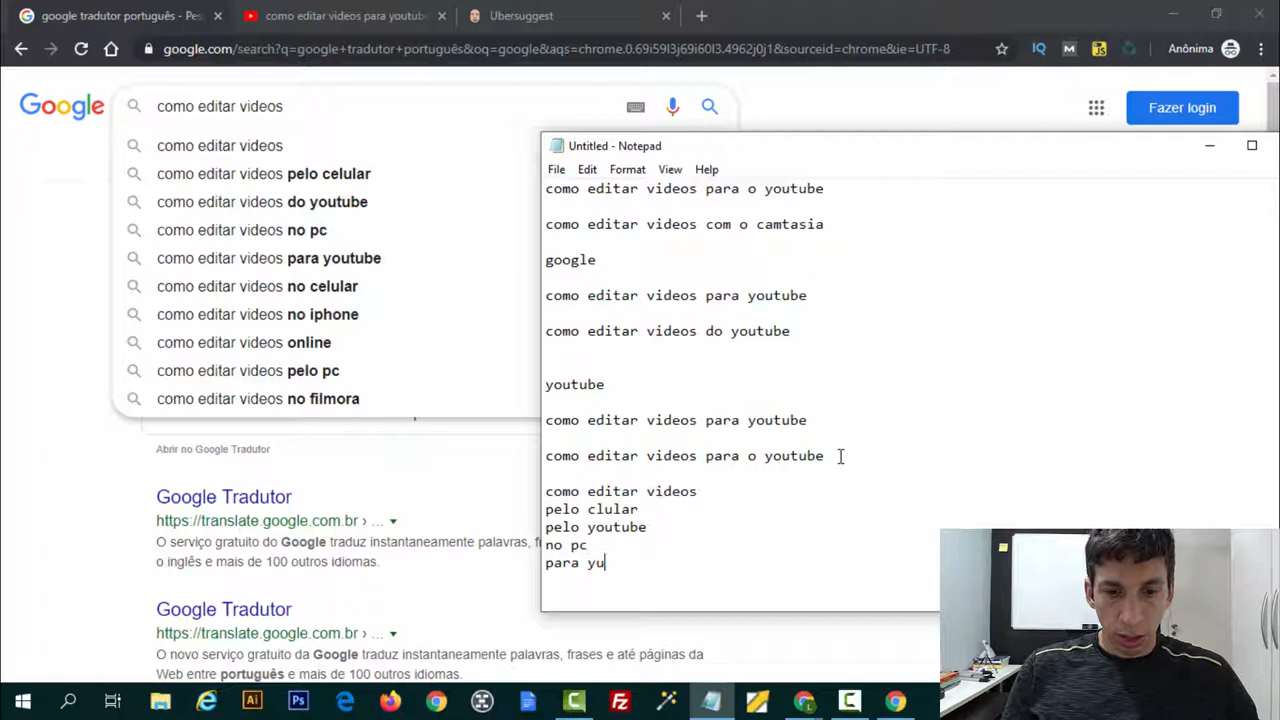 google tradutor português - Pes
como editar videos para youtube
Ubersuggest
google.com/search?q=google+tradutor+português&oq=google&aqs=chrome.0.69i59l3j69i60l3.4962j0j1&sourceid=chrome&ie=UTF-8
IQ
M
JS
Anônima
Google
como editar videos
Fazer login
como editar videos
como editar videos pelo celular
como editar videos do youtube
como editar videos no pc
como editar videos para youtube
como editar videos no celular
como editar videos no iphone
como editar videos online
como editar videos pelo pc
como editar videos no filmora
Abrir no Google Tradutor
Google Tradutor
https://translate.google.com.br › ...
O serviço gratuito do Google traduz instantaneamente palavras, fr
o inglês e mais de 100 outros idiomas.
Google Tradutor
https://translate.google.com.br › ...
O novo serviço gratuito da Google traduz instantaneamente palavras, frases e até páginas da
Web entre português e mais de 100 outros idiomas.
Untitled - Notepad
File Edit Format View Help
como editar videos para o youtube
como editar videos com o camtasia
google
como editar videos para youtube
como editar videos do youtube
youtube
como editar videos para youtube
como editar videos para o youtube
como editar videos
pelo clular
pelo youtube
no pc
para yu
Ai
Ps